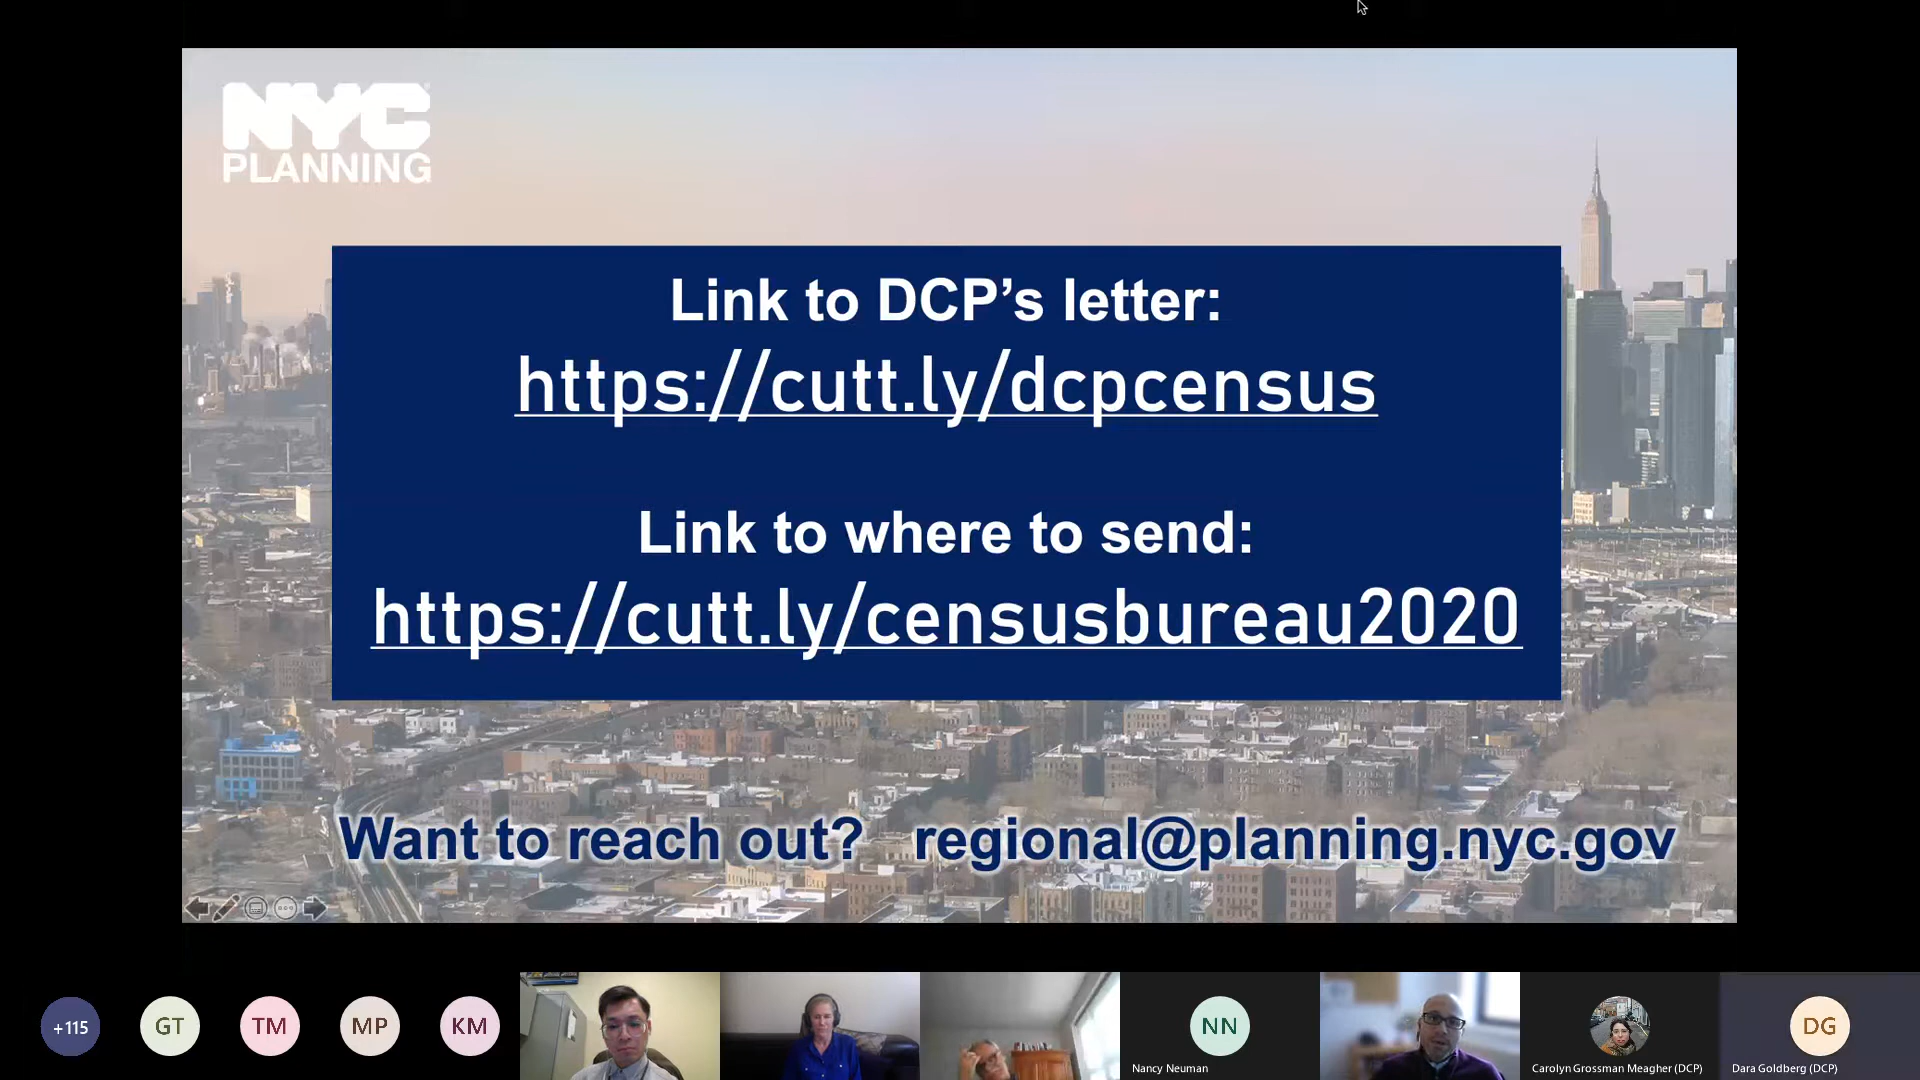 NYC
PLANNING
Link to DCP’s letter:
https://cutt.ly/dcpcensus
Link to where to send:
https://cutt.ly/censusbureau2020
Want to reach out? regional@planning.nyc.gov
+115
GT
TM
MP
KM
NN
DG
Nancy Neuman
Carolyn Grossman Meagher (DCP)
Dara Goldberg (DCP)